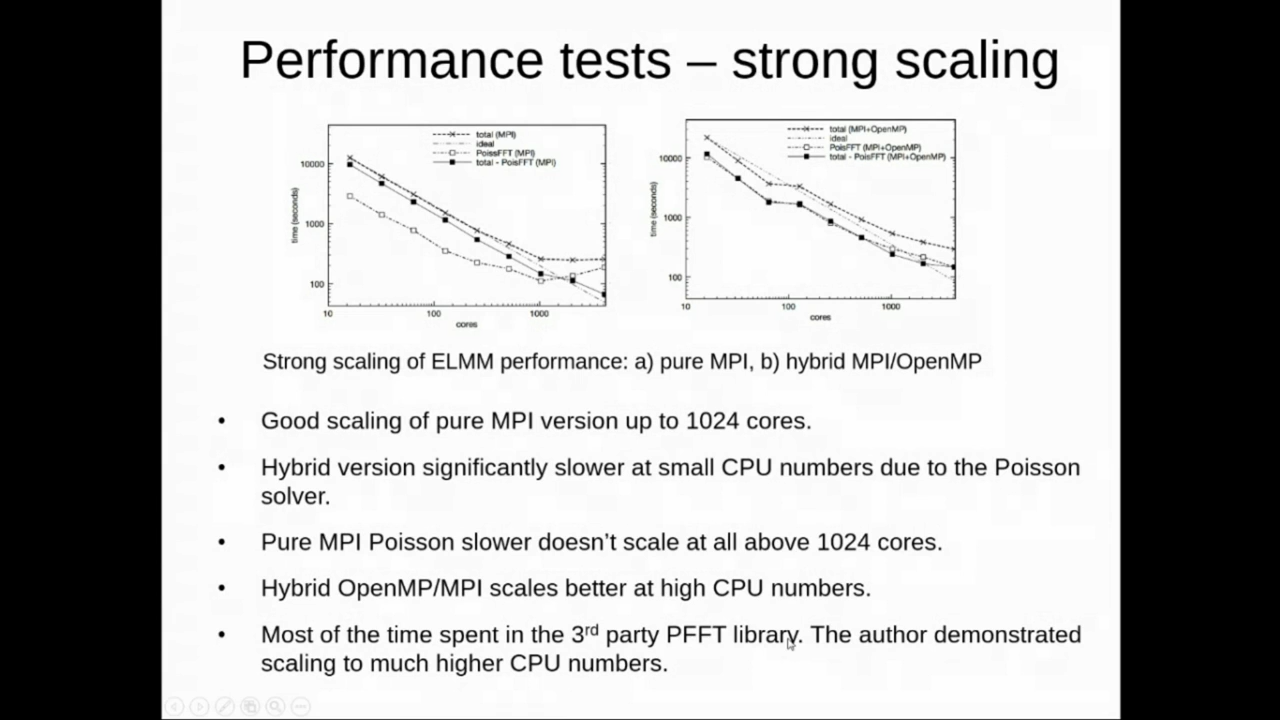 Performance tests – strong scaling
total (MPI)
ideal
PoissFFT (MPI)
total - PoisFFT (MPI)
10000
1000
100
time (seconds)
10
100
1000
cores
total (MPI+OpenMP)
ideal
PoisFFT (MPI+OpenMP)
total - PoisFFT (MPI+OpenMP)
10000
1000
100
time (seconds)
10
100
1000
cores
Strong scaling of ELMM performance: a) pure MPI, b) hybrid MPI/OpenMP
• Good scaling of pure MPI version up to 1024 cores.
• Hybrid version significantly slower at small CPU numbers due to the Poisson
solver.
• Pure MPI Poisson slower doesn’t scale at all above 1024 cores.
• Hybrid OpenMP/MPI scales better at high CPU numbers.
• Most of the time spent in the 3rd party PFFT library. The author demonstrated
scaling to much higher CPU numbers.